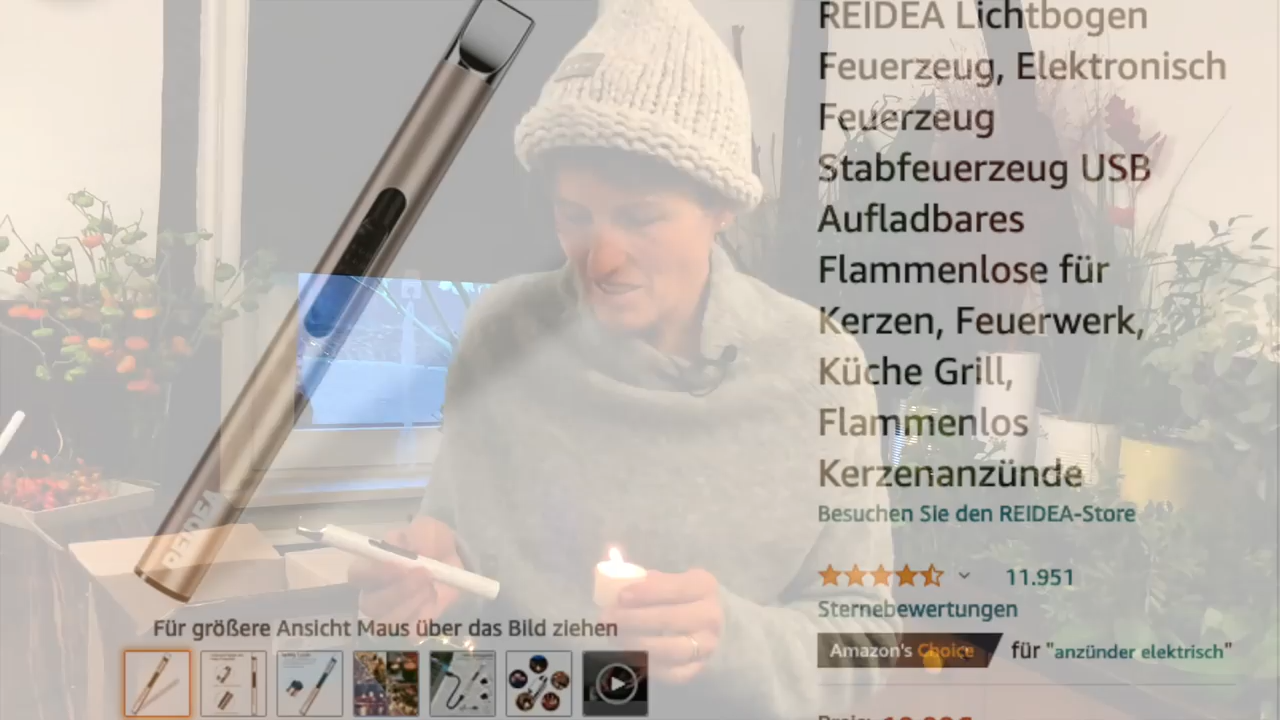 REIDEA Lichtbogen
Feuerzeug, Elektronisch
Feuerzeug
Stabfeuerzeug USB
Aufladbares
Flammenlose für
Kerzen, Feuerwerk,
Küche Grill,
Flammenlos
Kerzenanzünde
Besuchen Sie den REIDEA-Store
11.951
Sternebewertungen
Amazon's Choice für "anzünder elektrisch"
REIDEA
Für größere Ansicht Maus über das Bild ziehen